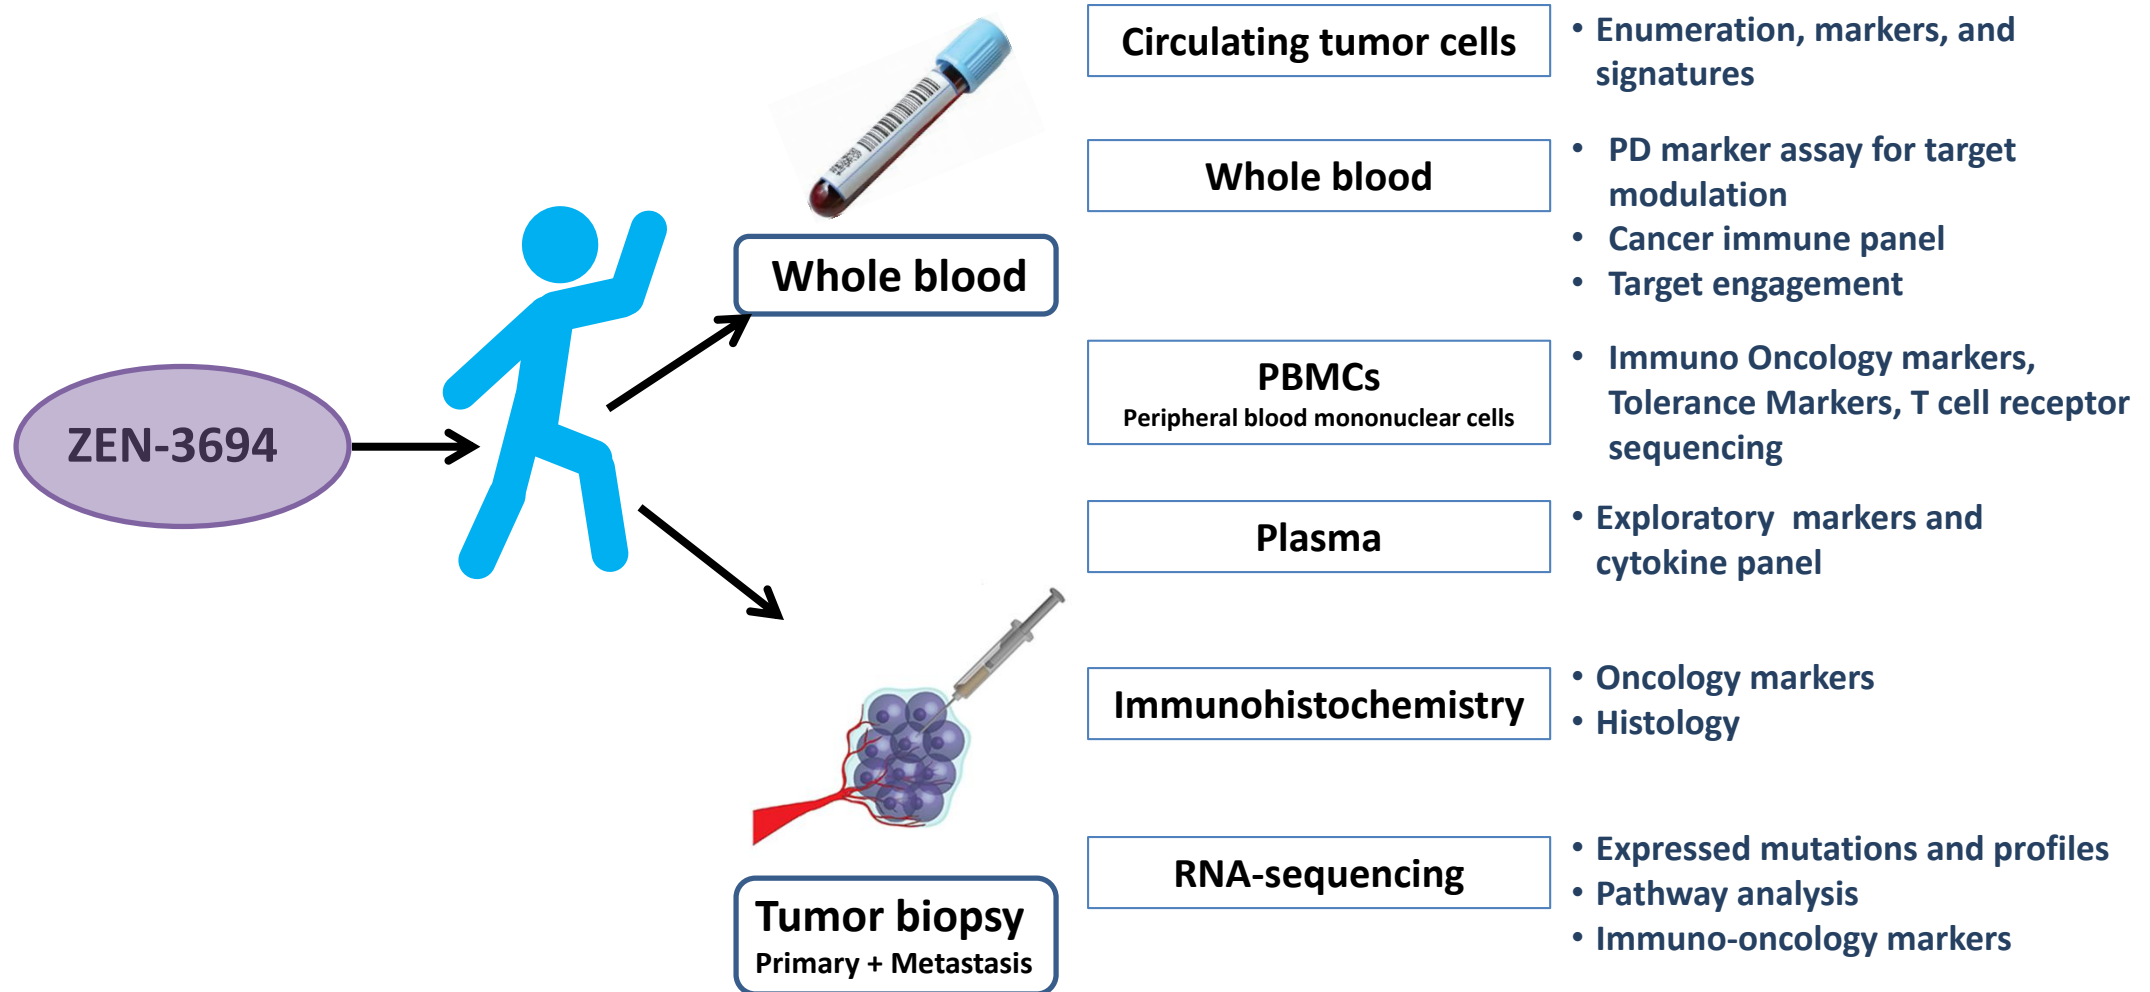 ZEN-3694
Whole blood
Tumor biopsy
Primary + Metastasis
Circulating tumor cells
• Enumeration, markers, and
signatures
Whole blood
• PD marker assay for target
modulation
• Cancer immune panel
• Target engagement
PBMCs
Peripheral blood mononuclear cells
• Immuno Oncology markers,
Tolerance Markers, T cell receptor
sequencing
Plasma
• Exploratory markers and
cytokine panel
Immunohistochemistry
• Oncology markers
• Histology
RNA-sequencing
• Expressed mutations and profiles
• Pathway analysis
• Immuno-oncology markers